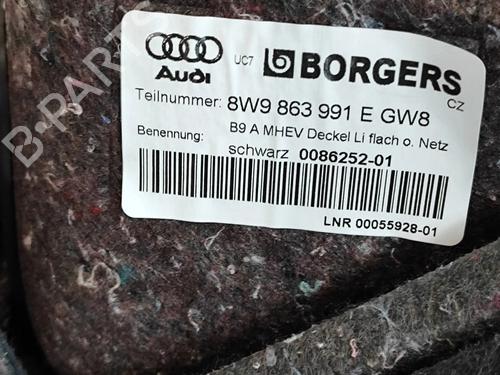 Audi
UC7
BORGERS
CZ
Teilnummer: 8W9 863 991 E GW8
Benennung: B9 A MHEV Deckel Li flach o. Netz
schwarz 0086252-01
LNR 00055928-01
B-PARTS